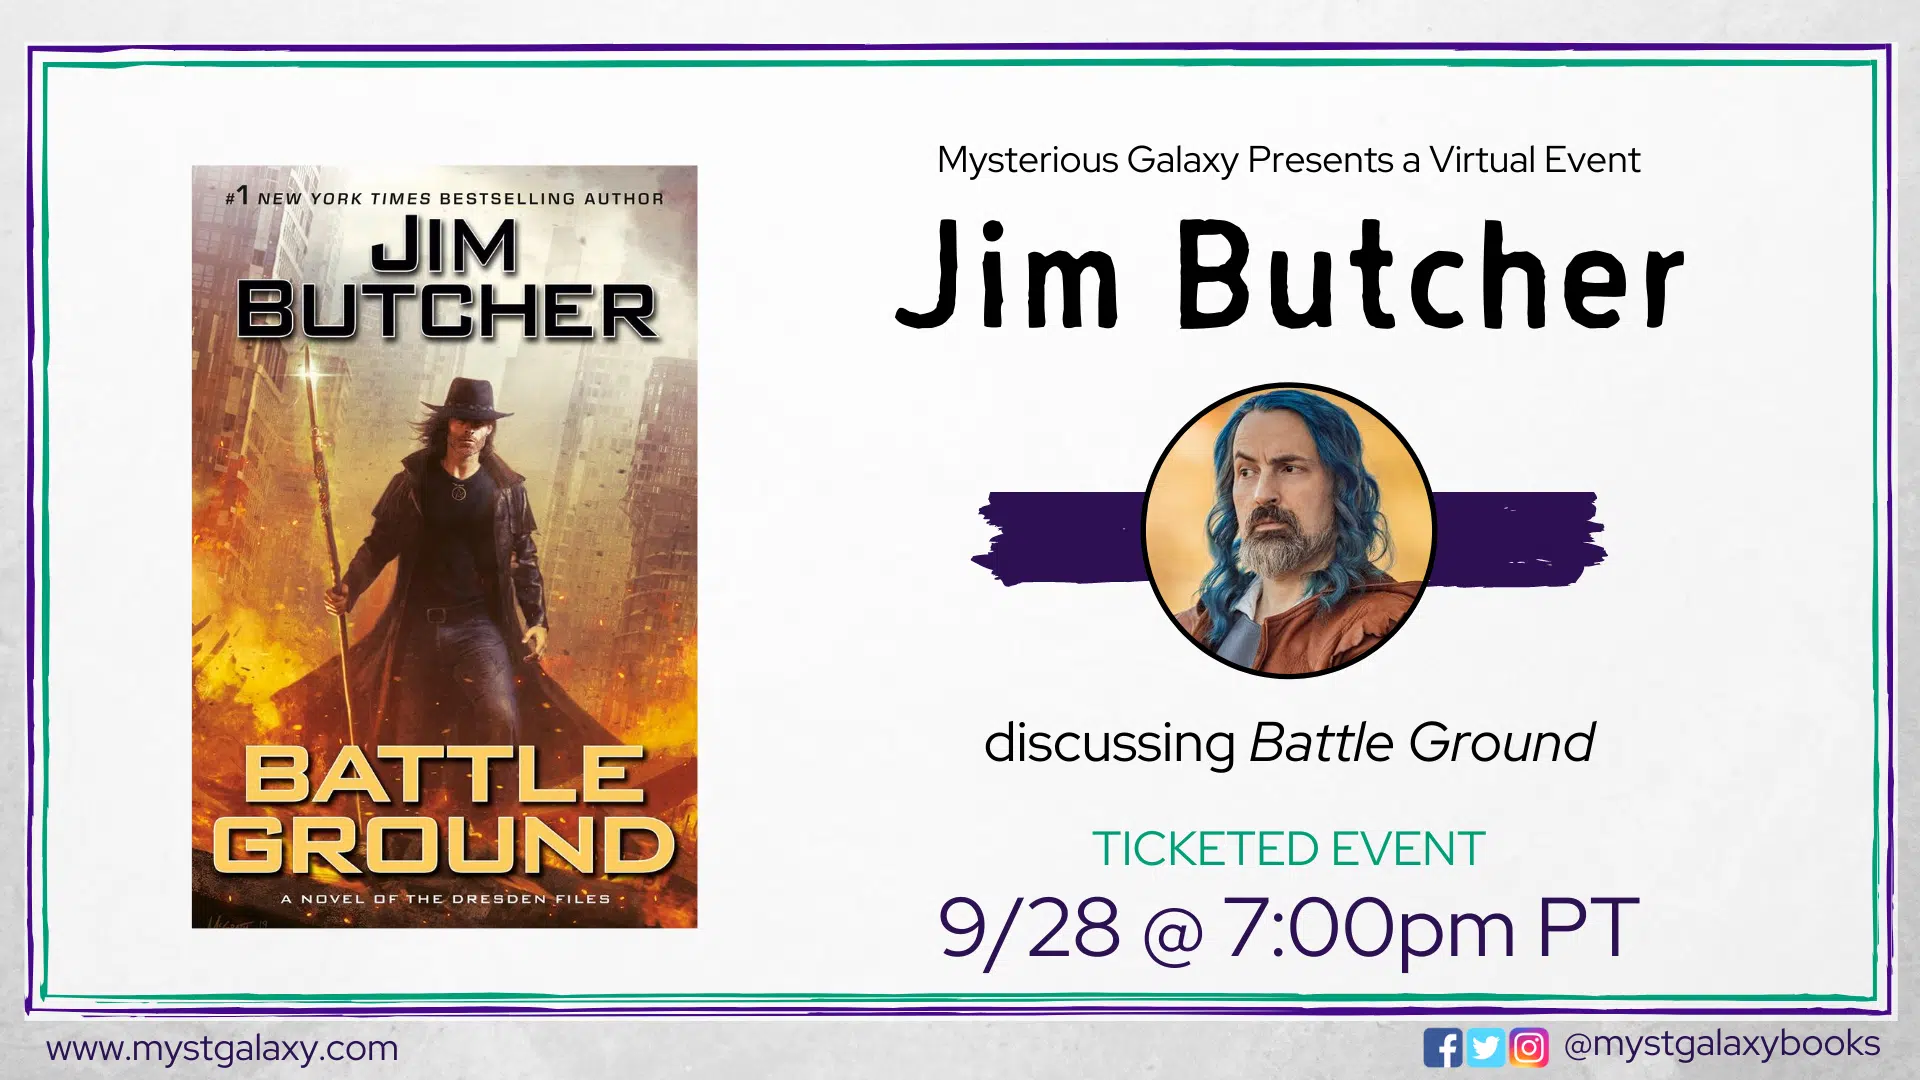 #1 NEW YORK TIMES BESTSELLING AUTHOR
JIM
BUTCHER
BATTLE
GROUND
A NOVEL OF THE DRESDEN FILES
Mysterious Galaxy Presents a Virtual Event
Jim Butcher
discussing Battle Ground
TICKETED EVENT
9/28 @ 7:00pm PT
www.mystgalaxy.com
@mystgalaxybooks